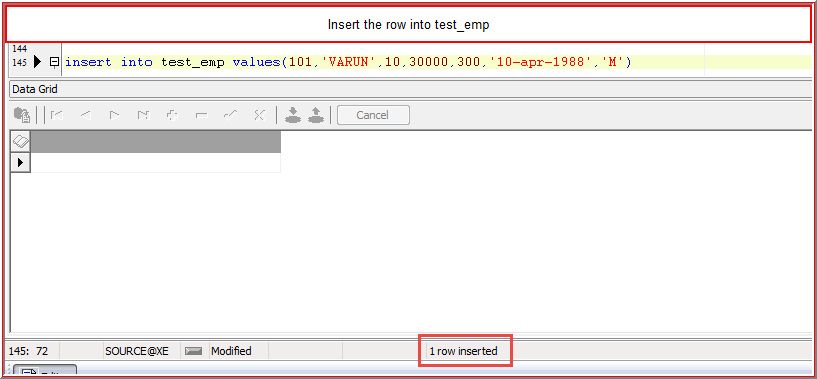 Insert the row into test_emp
144
145 insert into test_emp values(101,'VARUN',10,30000,300,'10-apr-1988','M')
Data Grid
Cancel
145: 72 SOURCE@XE Modified 1 row inserted